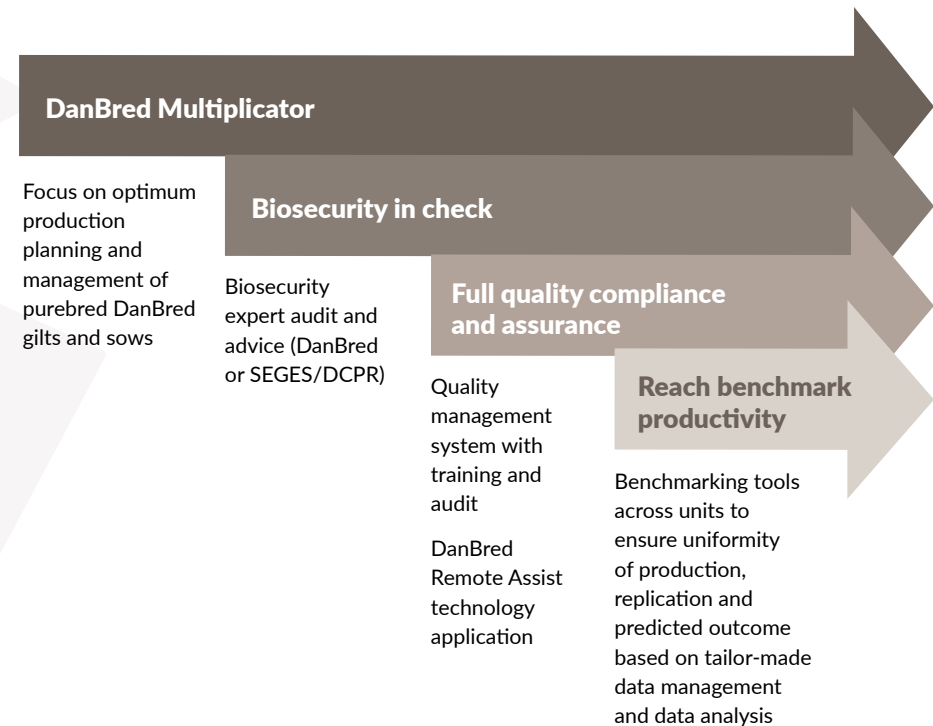 DanBred Multiplicator
Focus on optimum
production
planning and
management of
purebred DanBred
gilts and sows
Biosecurity in check
Biosecurity
expert audit and
advice (DanBred
or SEGES/DCPR)
Full quality compliance
and assurance
Quality
management
system with
training and
audit
DanBred
Remote Assist
technology
application
Reach benchmark
productivity
Benchmarking tools
across units to
ensure uniformity
of production,
replication and
predicted outcome
based on tailor-made
data management
and data analysis